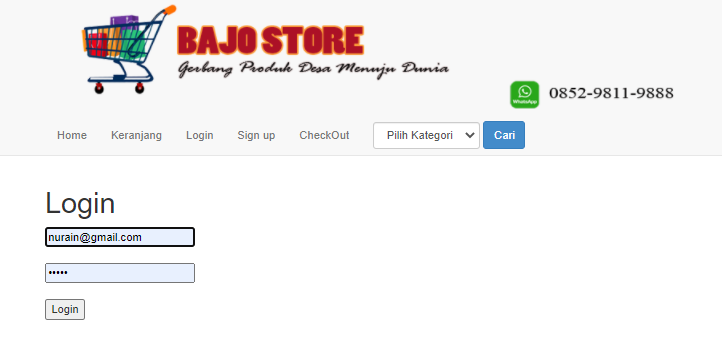 BAJO STORE
Gerbang Produk Desa Menuju Dunia
WhatsApp
0852-9811-9888
Home Keranjang Login Sign up CheckOut Pilih Kategori Cari
Login
nurain@gmail.com
•••••
Login